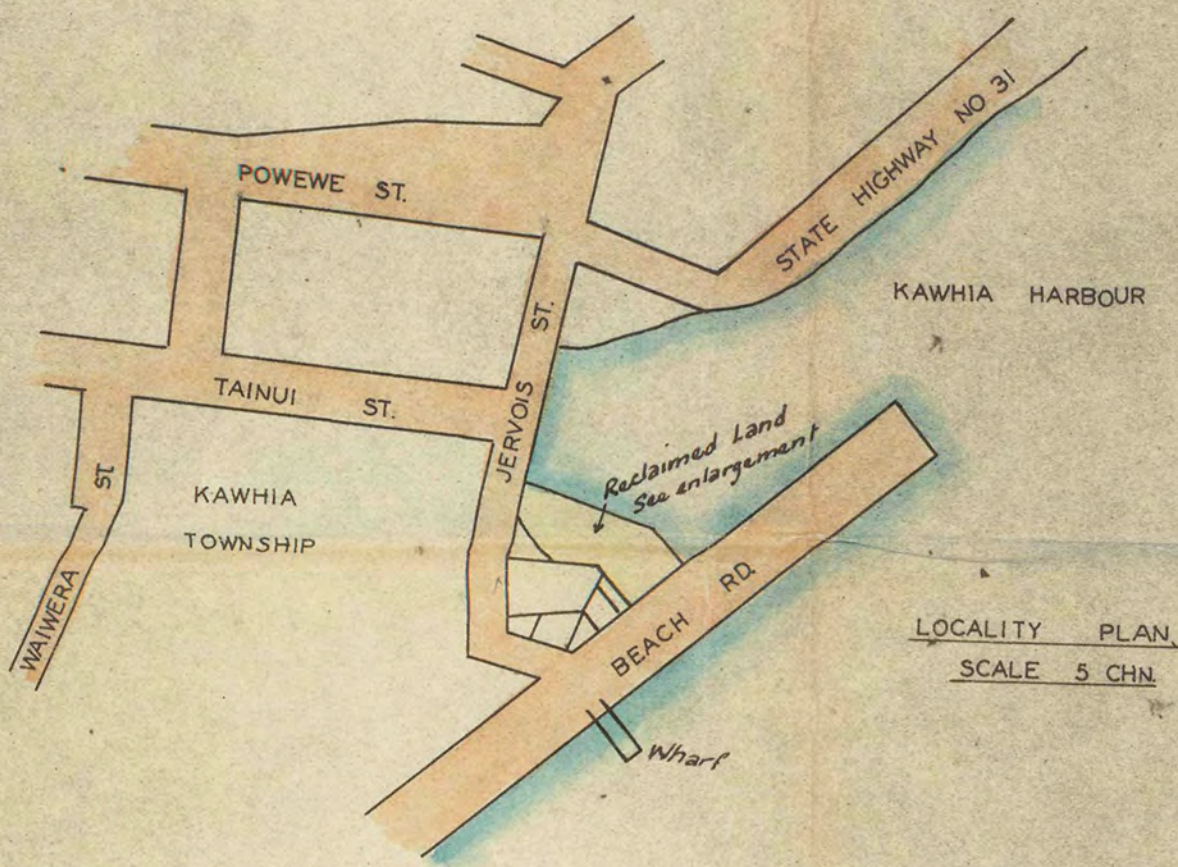 POWEWE ST.
STATE HIGHWAY NO 31
KAWHIA HARBOUR
JERVOIS ST.
TAINUI ST.
Reclaimed Land
See enlargement
ST.
KAWHIA
TOWNSHIP
WAIWERA
BEACH RD.
LOCALITY PLAN
SCALE 5 CHN.
Wharf